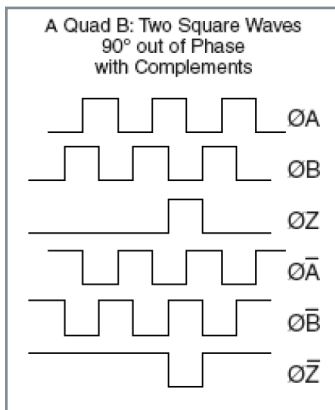 A Quad B: Two Square Waves
90° out of Phase
with Complements
ØA
ØB
ØZ
ØA̅
ØB̅
ØZ̅